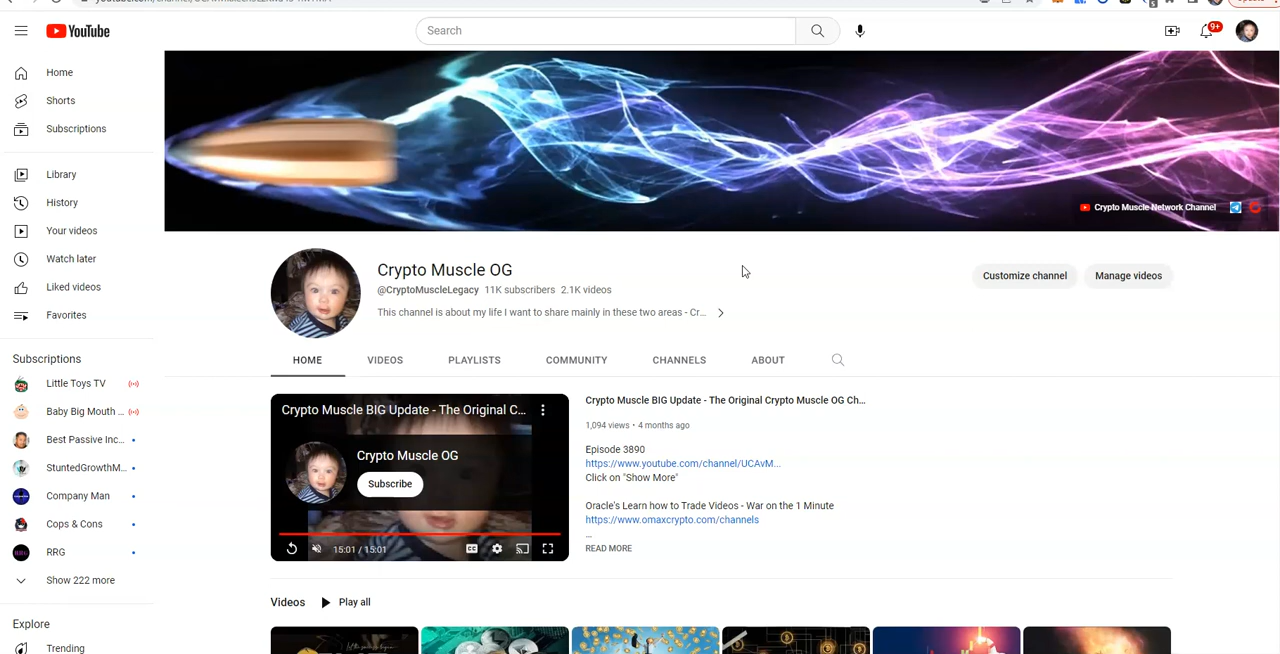 YouTube
Search
9+
Home
Shorts
Subscriptions
Library
History
Your videos
Watch later
Liked videos
Favorites
Subscriptions
Little Toys TV
Baby Big Mouth ...
Best Passive Inc...
StuntedGrowthM...
Company Man
Cops & Cons
RRG
Show 222 more
Explore
Trending
Crypto Muscle Network Channel
Crypto Muscle OG
@CryptoMuscleLegacy 11K subscribers 2.1K videos
This channel is about my life I want to share mainly in these two areas - Cr...
Customize channel
Manage videos
HOME
VIDEOS
PLAYLISTS
COMMUNITY
CHANNELS
ABOUT
Crypto Muscle BIG Update - The Original C...
Crypto Muscle OG
Subscribe
15:01 / 15:01
CC
Crypto Muscle BIG Update - The Original Crypto Muscle OG Ch...
1,094 views • 4 months ago
Episode 3890
https://www.youtube.com/channel/UCAvM...
Click on "Show More"
Oracle's Learn how to Trade Videos - War on the 1 Minute
https://www.omaxcrypto.com/channels
...
READ MORE
Videos
Play all